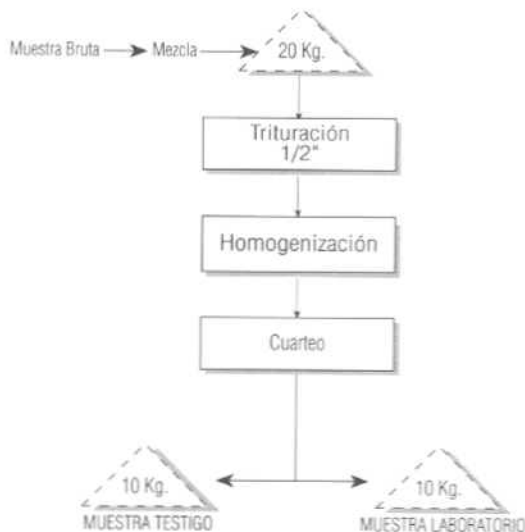 Muestra Bruta Mezcla 20 Kg.
Trituración
1/2"
Homogenización
Cuarteo
10 Kg. 10 Kg.
MUESTRA TESTIGO MUESTRA LABORATORIO